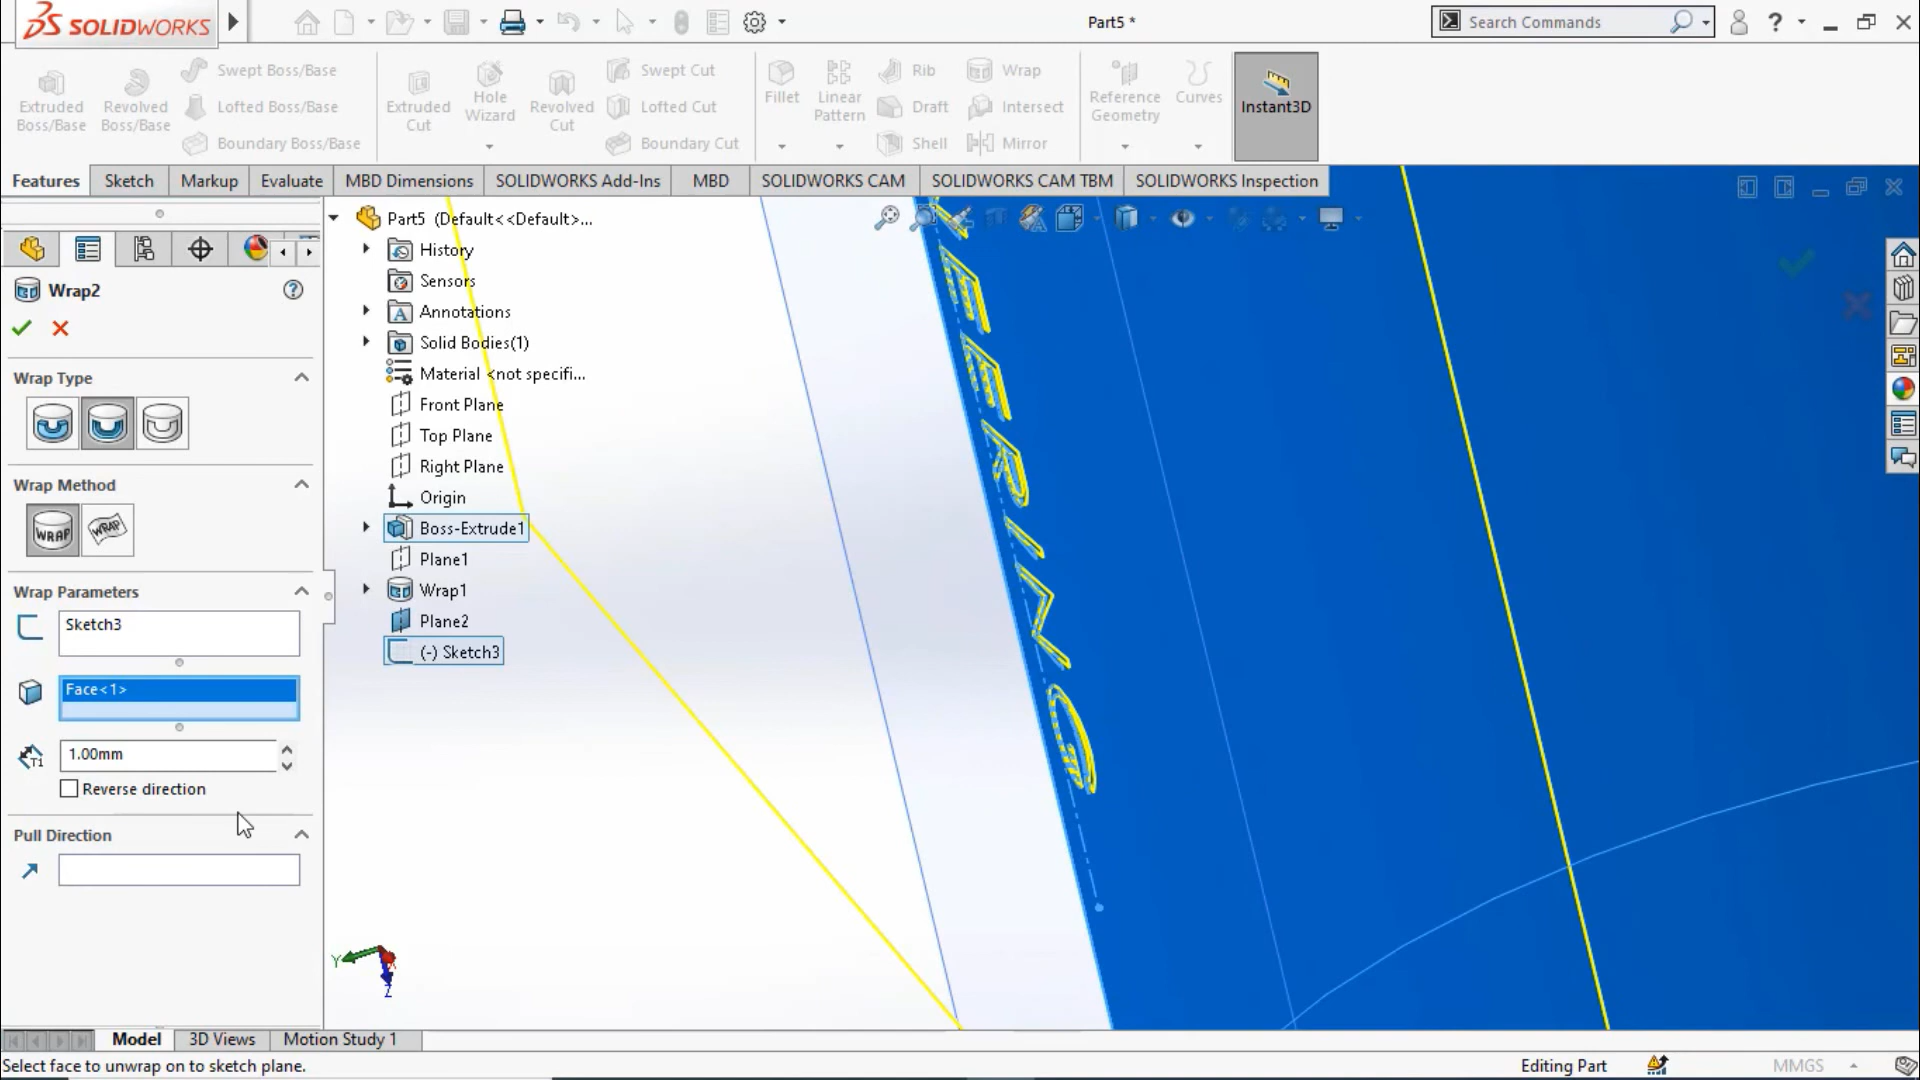 SOLIDWORKS
Part5 *
Search Commands
Extruded Boss/Base
Revolved Boss/Base
Swept Boss/Base
Lofted Boss/Base
Boundary Boss/Base
Extruded Cut
Hole Wizard
Revolved Cut
Swept Cut
Lofted Cut
Boundary Cut
Fillet
Linear Pattern
Rib
Draft
Shell
Wrap
Intersect
Mirror
Reference Geometry
Curves
Instant3D
Features
Sketch
Markup
Evaluate
MBD Dimensions
SOLIDWORKS Add-Ins
MBD
SOLIDWORKS CAM
SOLIDWORKS CAM TBM
SOLIDWORKS Inspection
Wrap2
Wrap Type
Wrap Method
WRAP
WRAP
Wrap Parameters
Sketch3
Face<1>
T1
1.00mm
Reverse direction
Pull Direction
Part5 (Default<<Default>...
History
Sensors
Annotations
Solid Bodies(1)
Material <not specifi...
Front Plane
Top Plane
Right Plane
Origin
Boss-Extrude1
Plane1
Wrap1
Plane2
(-) Sketch3
Y
Z
Model
3D Views
Motion Study 1
Select face to unwrap on to sketch plane.
Editing Part
MMGS